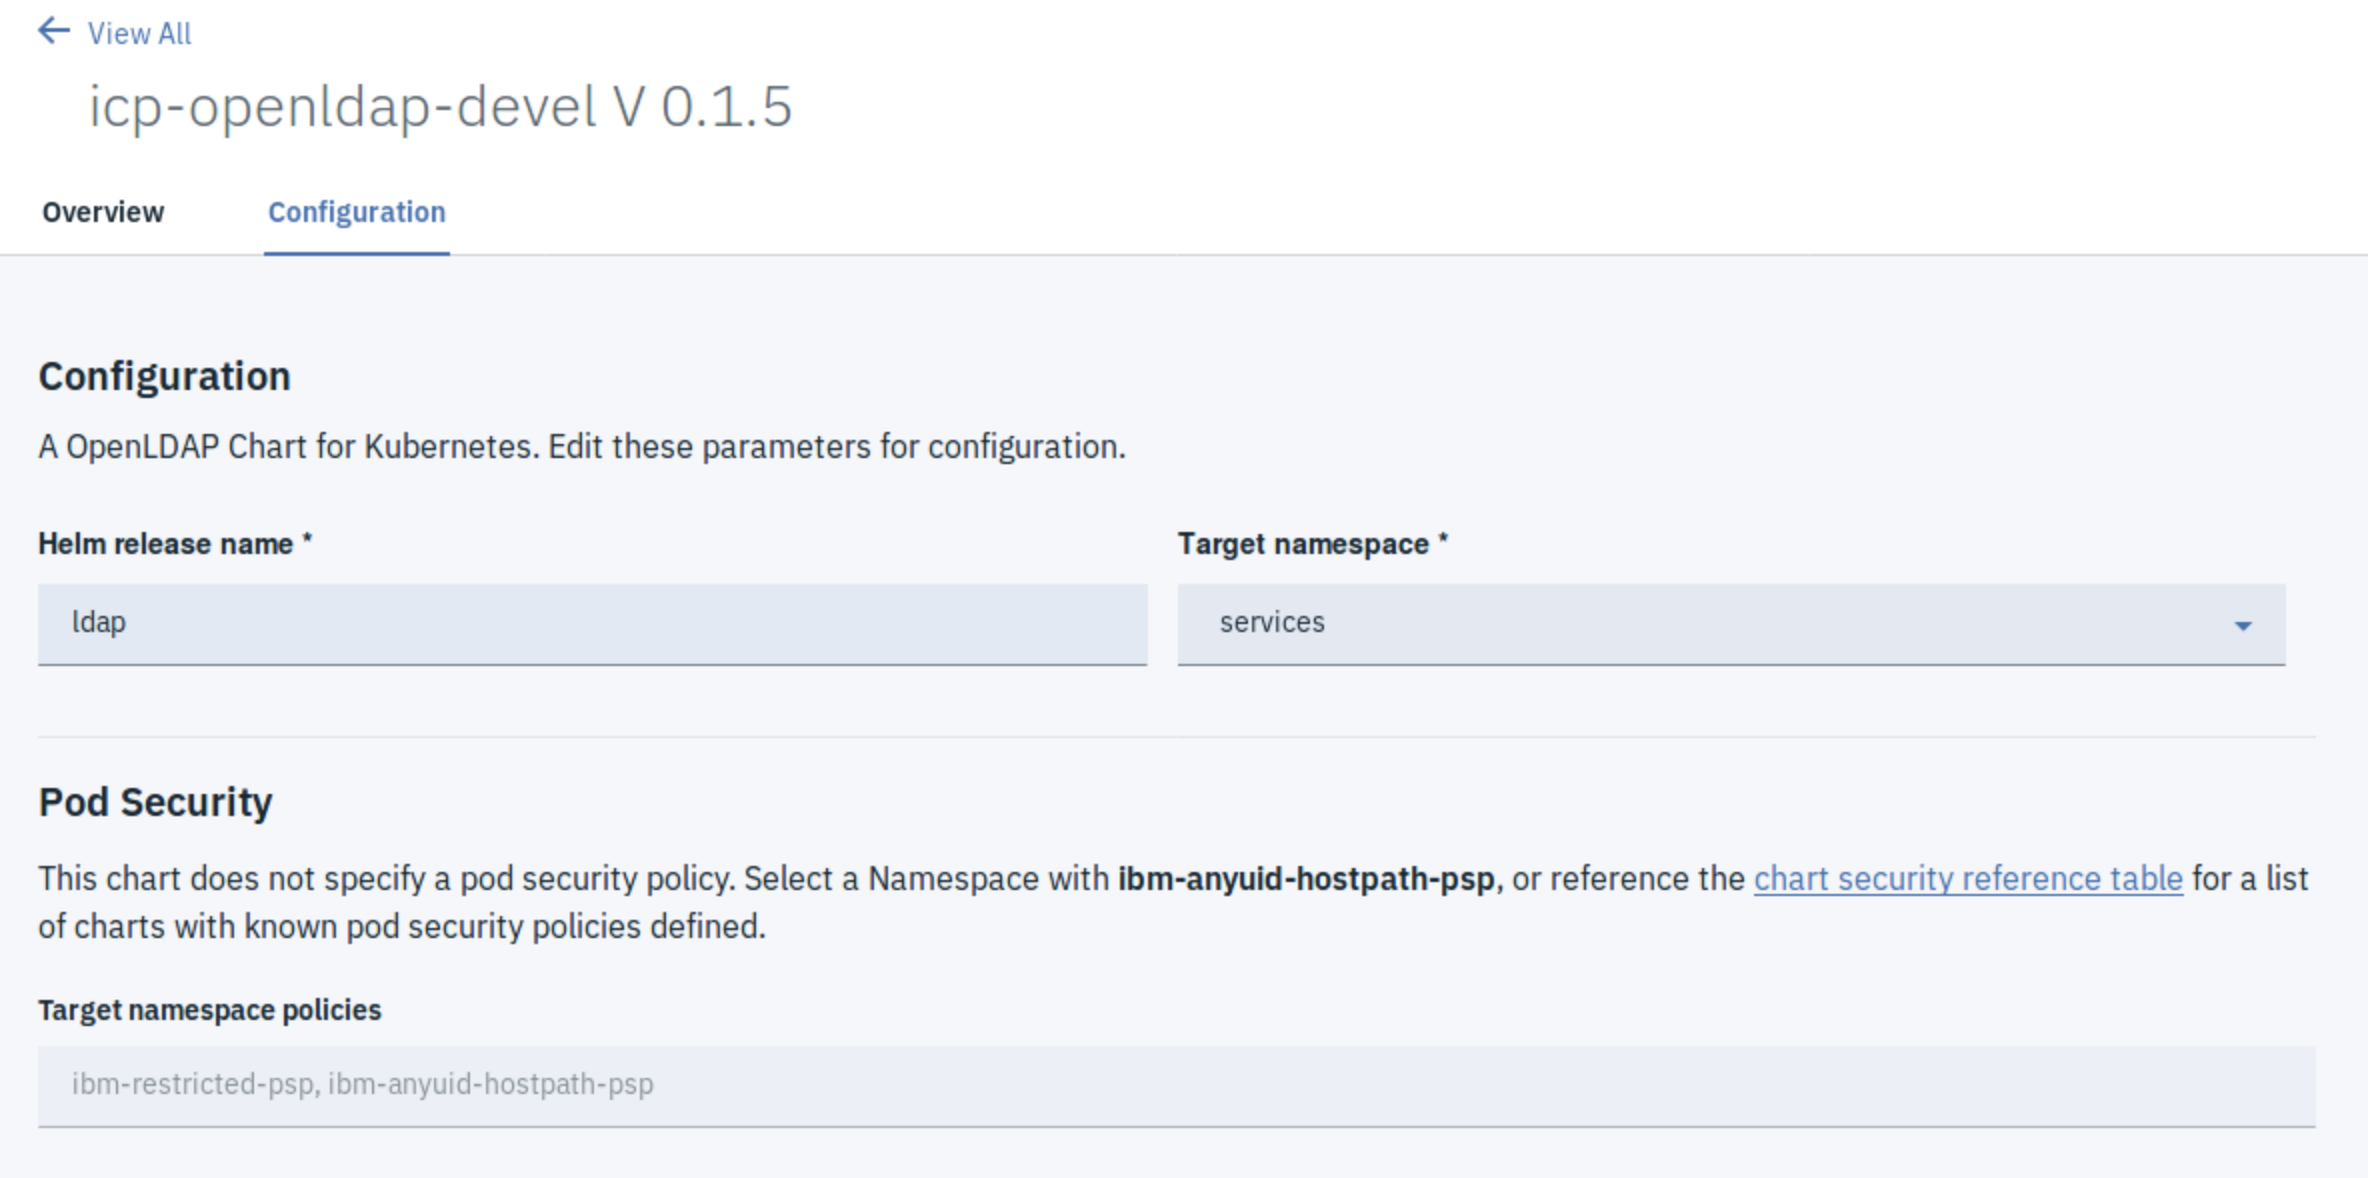 View All
icp-openldap-devel V 0.1.5
Overview
Configuration
Configuration
A OpenLDAP Chart for Kubernetes. Edit these parameters for configuration.
Helm release name *
Target namespace *
ldap
services
Pod Security
This chart does not specify a pod security policy. Select a Namespace with ibm-anyuid-hostpath-psp, or reference the chart security reference table for a list
of charts with known pod security policies defined.
Target namespace policies
ibm-restricted-psp, ibm-anyuid-hostpath-psp